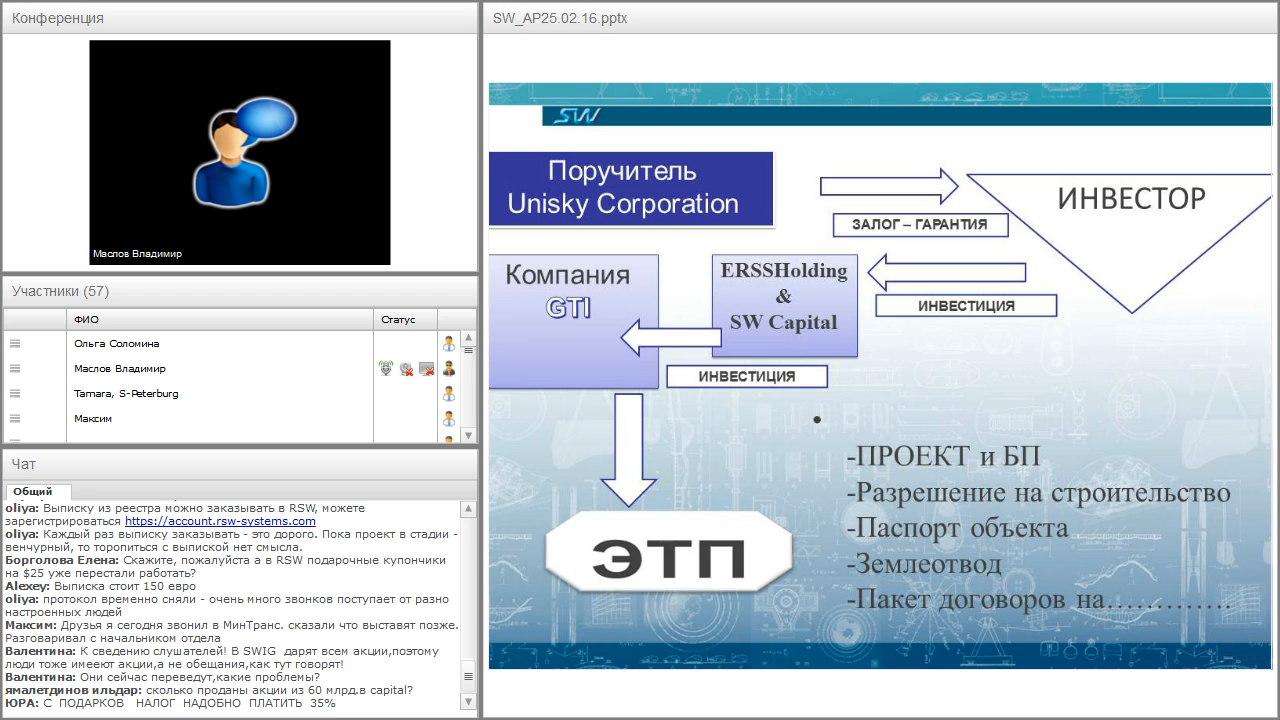 Конференция
Маслов Владимир
Участники (57)
ФИО Статус
Ольга Соломина
Маслов Владимир
Tamara, S-Peterburg
Максим
Чат
Общий
oliya: Выписку из реестра можно заказывать в RSW, можете
зарегистрироваться https://account.rsw-systems.com
oliya: Каждый раз выписку заказывать - это дорого. Пока проект в стадии -
венчурный, то торопиться с выпиской нет смысла.
Борголова Елена: Скажите, пожалуйста а в RSW подарочные купончики
на $25 уже перестали работать?
Alexey: Выписка стоит 150 евро
oliya: протокол временно сняли - очень много звонков поступает от разно
настроенных людей
Максим: Друзья я сегодня звонил в МинТранс. сказали что выставят позже.
Разговаривал с начальником отдела
Валентина: К сведению слушателей! В SWIG дарят всем акции,поэтому
люди уже имеют акции,а не обещания,как тут говорят!
Валентина: Они сейчас переведут,какие проблемы?
ямалетдинов ильдар: сколько проданы акции из 60 млрд.в capital?
ЮРА: С ПОДАРКОВ НАЛОГ НАДОБНО ПЛАТИТЬ 35%
SW_AP25.02.16.pptx
SW
Поручитель
Unisky Corporation
ЗАЛОГ – ГАРАНТИЯ
ИНВЕСТОР
Компания
GTI
ERSSHolding
&
SW Capital
ИНВЕСТИЦИЯ
ИНВЕСТИЦИЯ
ЭТП
-ПРОЕКТ и БП
-Разрешение на строительство
-Паспорт объекта
-Землеотвод
-Пакет договоров на………….